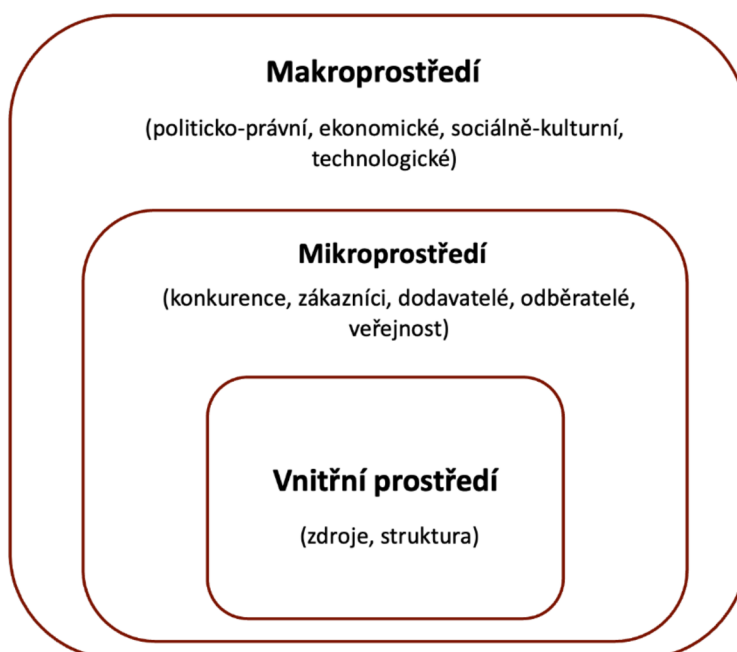 Makroprostředí
(politicko-právní, ekonomické, sociálně-kulturní,
technologické)
Mikroprostředí
(konkurence, zákazníci, dodavatelé, odběratelé,
veřejnost)
Vnitřní prostředí
(zdroje, struktura)